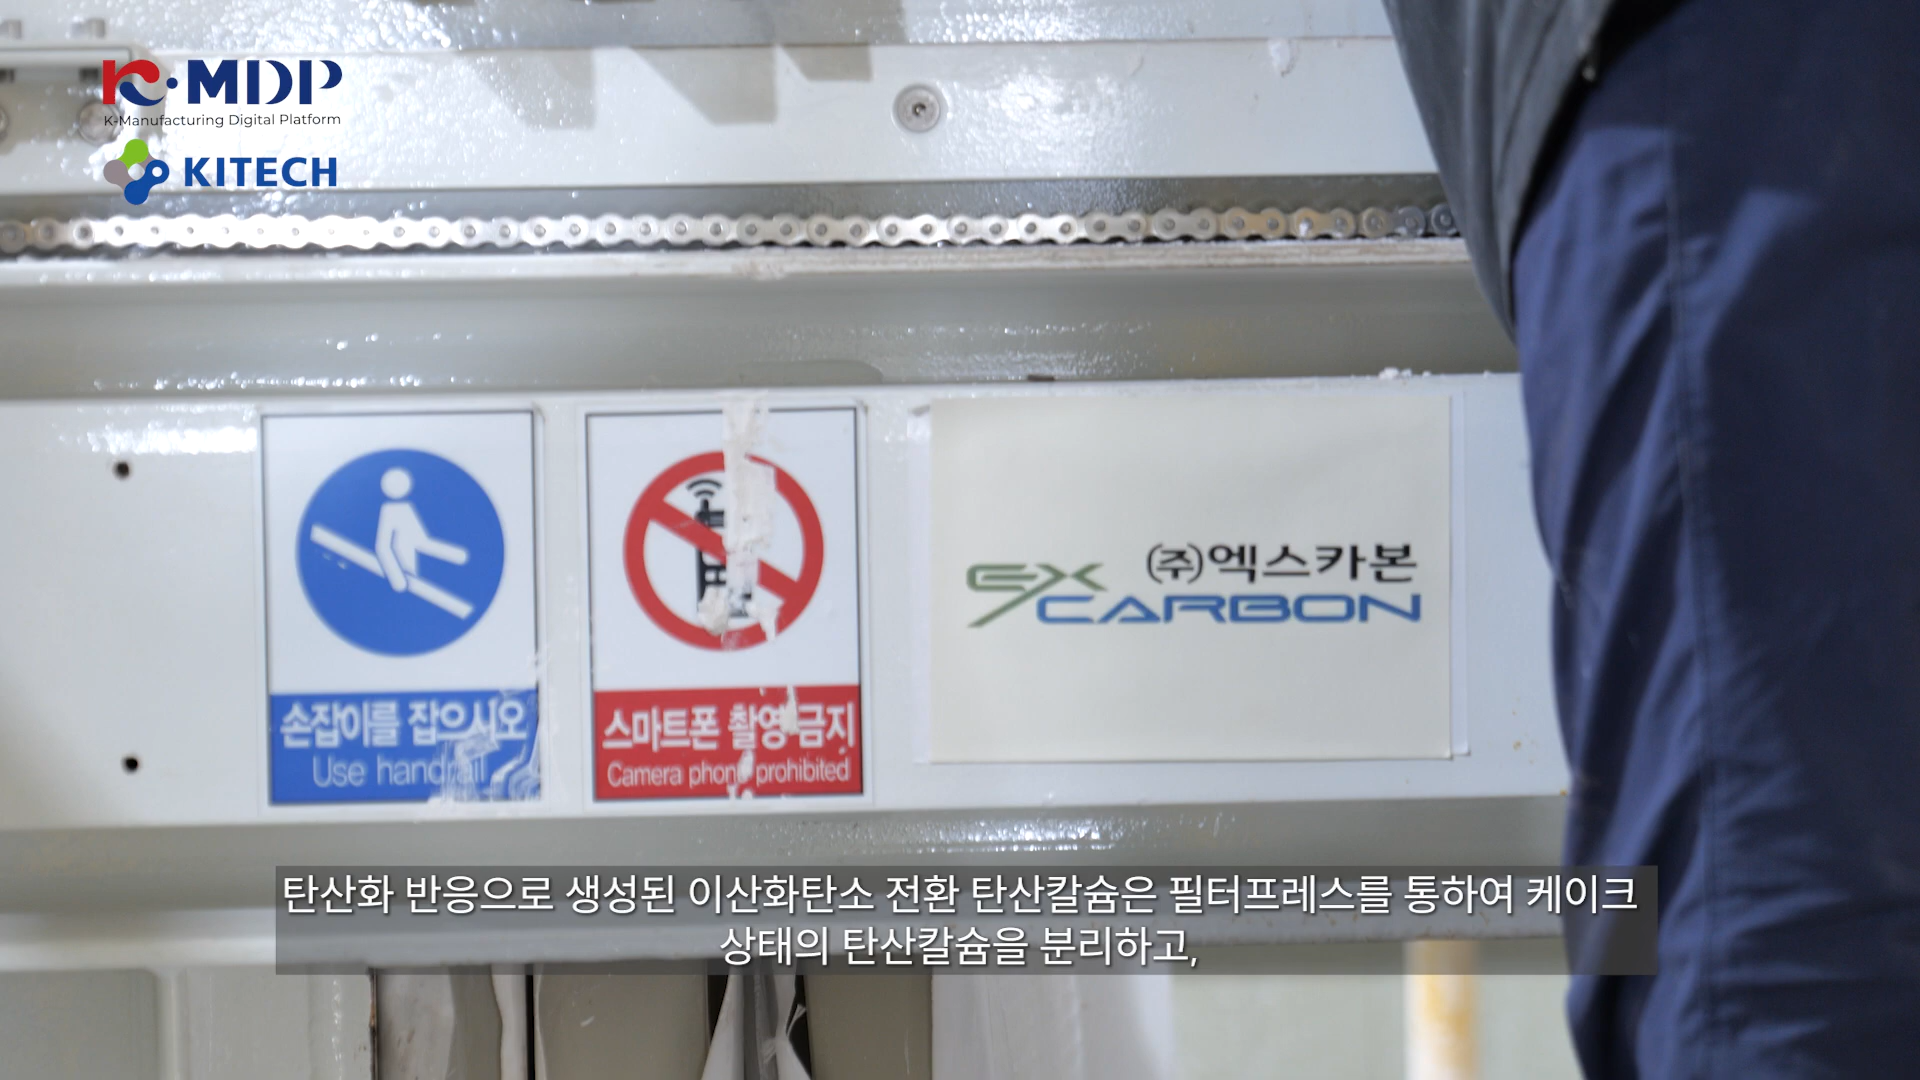 K·MDP
K-Manufacturing Digital Platform
KITECH
손잡이를 잡으시오
Use handrail
스마트폰 촬영 금지
Camera phone prohibited
(주)엑스카본
EX CARBON
탄산화 반응으로 생성된 이산화탄소 전환 탄산칼슘은 필터프레스를 통하여 케이크
상태의 탄산칼슘을 분리하고,